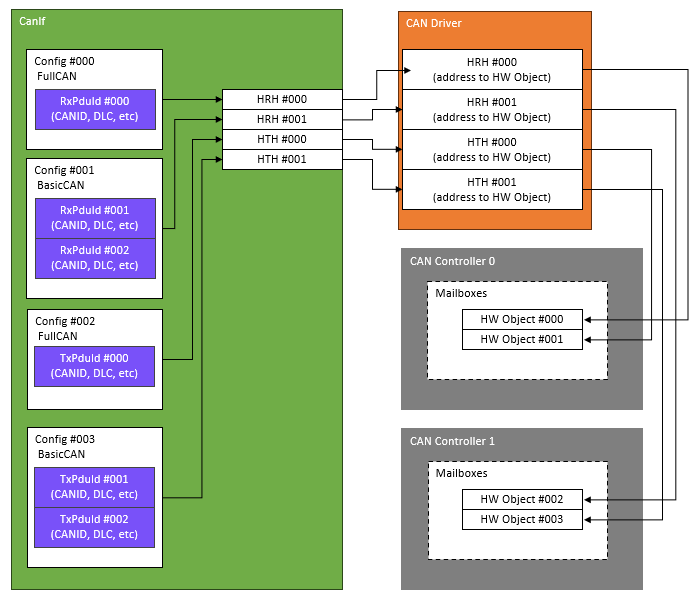 CanIf
Config #000
FullCAN
RxPduId #000
(CANID, DLC, etc)
Config #001
BasicCAN
RxPduId #001
(CANID, DLC, etc)
RxPduId #002
(CANID, DLC, etc)
Config #002
FullCAN
TxPduId #000
(CANID, DLC, etc)
Config #003
BasicCAN
TxPduId #001
(CANID, DLC, etc)
TxPduId #002
(CANID, DLC, etc)
HRH #000
HRH #001
HTH #000
HTH #001
CAN Driver
HRH #000
(address to HW Object)
HRH #001
(address to HW Object)
HTH #000
(address to HW Object)
HTH #001
(address to HW Object)
CAN Controller 0
Mailboxes
HW Object #000
HW Object #001
CAN Controller 1
Mailboxes
HW Object #002
HW Object #003